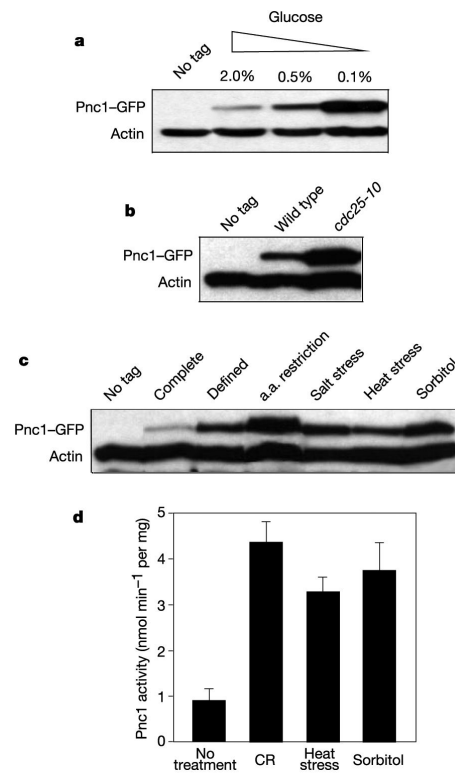 a
Glucose
No tag
2.0% 0.5% 0.1%
Pnc1–GFP
Actin
b
No tag
Wild type
cdc25-10
Pnc1–GFP
Actin
c
No tag
Complete
Defined
a.a. restriction
Salt stress
Heat stress
Sorbitol
Pnc1–GFP
Actin
d
Pnc1 activity (nmol min⁻¹ per mg)
5
4
3
2
1
0
No treatment
CR
Heat stress
Sorbitol